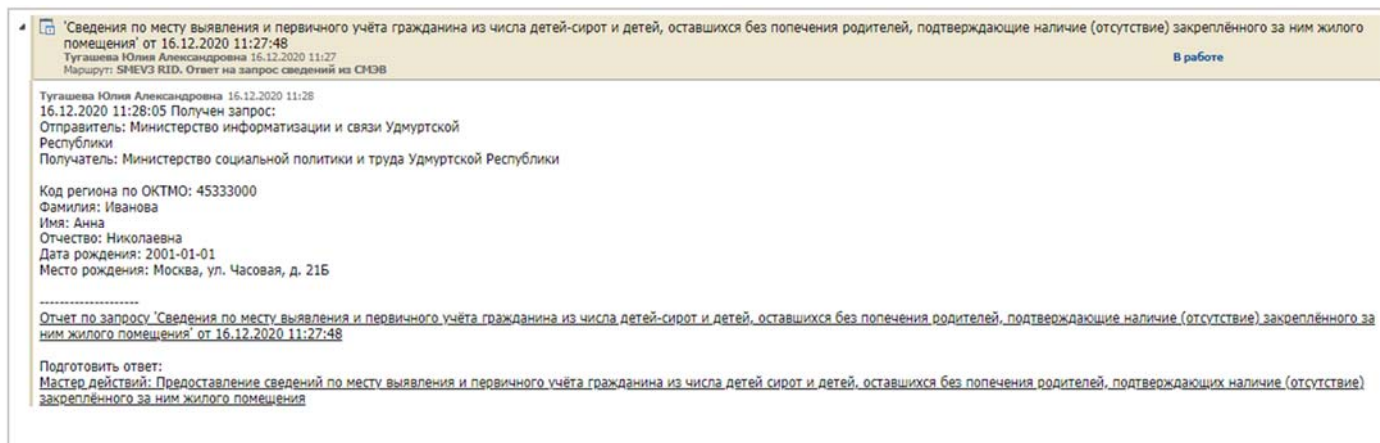 'Сведения по месту выявления и первичного учёта гражданина из числа детей-сирот и детей, оставшихся без попечения родителей, подтверждающие наличие (отсутствие) закреплённого за ним жилого
помещения' от 16.12.2020 11:27:48
Тугашева Юлия Александровна 16.12.2020 11:27
В работе
Маршрут: SMEV3 RID. Ответ на запрос сведений из СМЭВ
Тугашева Юлия Александровна 16.12.2020 11:28
16.12.2020 11:28:05 Получен запрос:
Отправитель: Министерство информатизации и связи Удмуртской
Республики
Получатель: Министерство социальной политики и труда Удмуртской Республики
Код региона по ОКТМО: 45333000
Фамилия: Иванова
Имя: Анна
Отчество: Николаевна
Дата рождения: 2001-01-01
Место рождения: Москва, ул. Часовая, д. 21Б
--------------------
Отчет по запросу 'Сведения по месту выявления и первичного учёта гражданина из числа детей-сирот и детей, оставшихся без попечения родителей, подтверждающие наличие (отсутствие) закреплённого за
ним жилого помещения' от 16.12.2020 11:27:48
Подготовить ответ:
Мастер действий: Предоставление сведений по месту выявления и первичного учёта гражданина из числа детей сирот и детей, оставшихся без попечения родителей, подтверждающих наличие (отсутствие)
закреплённого за ним жилого помещения